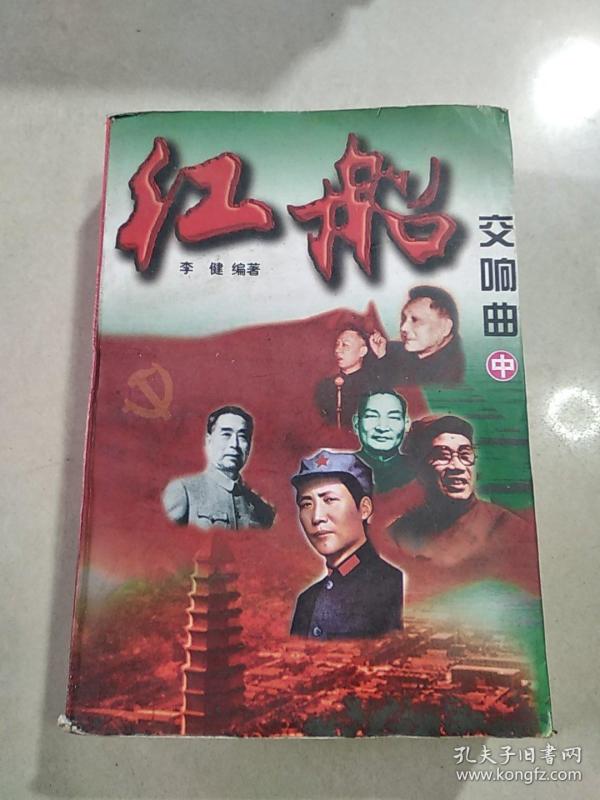 红船
交响曲
中
李健 编著
孔夫子旧书网
www.kongfz.com